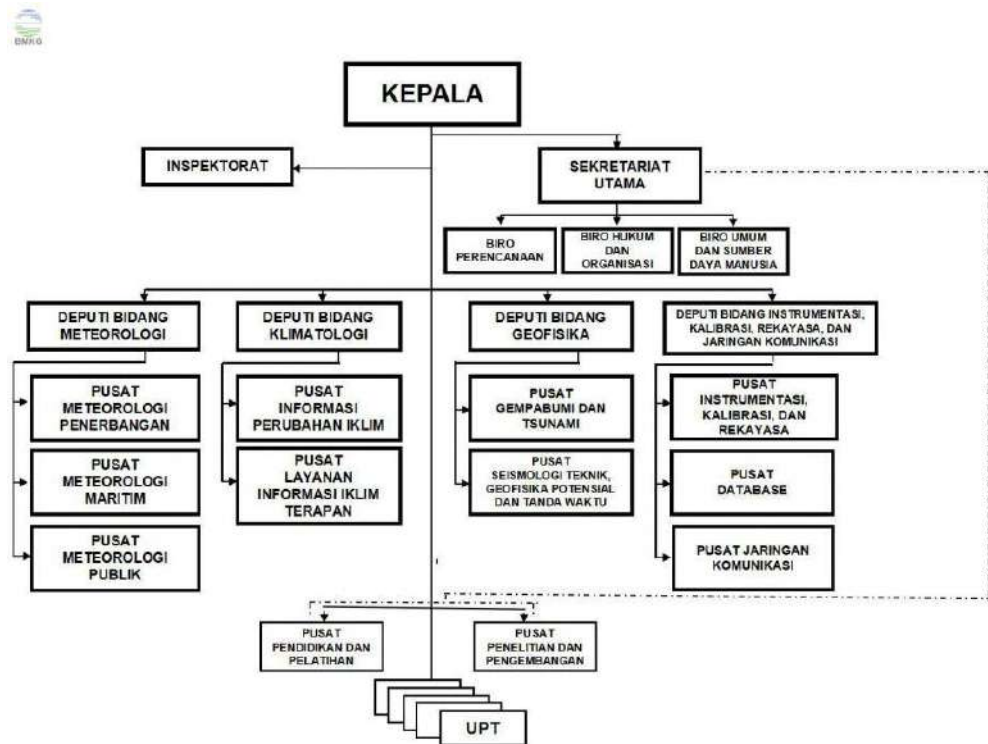 BMKG
KEPALA
INSPEKTORAT
SEKRETARIAT
UTAMA
BIRO
PERENCANAAN
BIRO HUKUM
DAN
ORGANISASI
BIRO UMUM
DAN SUMBER
DAYA MANUSIA
DEPUTI BIDANG
METEOROLOGI
DEPUTI BIDANG
KLIMATOLOGI
DEPUTI BIDANG
GEOFISIKA
DEPUTI BIDANG INSTRUMENTASI,
KALIBRASI, REKAYASA, DAN
JARINGAN KOMUNIKASI
PUSAT
METEOROLOGI
PENERBANGAN
PUSAT
METEOROLOGI
MARITIM
PUSAT
METEOROLOGI
PUBLIK
PUSAT
INFORMASI
PERUBAHAN IKLIM
PUSAT
LAYANAN
INFORMASI IKLIM
TERAPAN
PUSAT
GEMPABUMI DAN
TSUNAMI
PUSAT
SEISMOLOGI TEKNIK,
GEOFISIKA POTENSIAL
DAN TANDA WAKTU
PUSAT
INSTRUMENTASI,
KALIBRASI, DAN
REKAYASA
PUSAT
DATABASE
PUSAT JARINGAN
KOMUNIKASI
PUSAT
PENDIDIKAN DAN
PELATIHAN
PUSAT
PENELITIAN DAN
PENGEMBANGAN
UPT